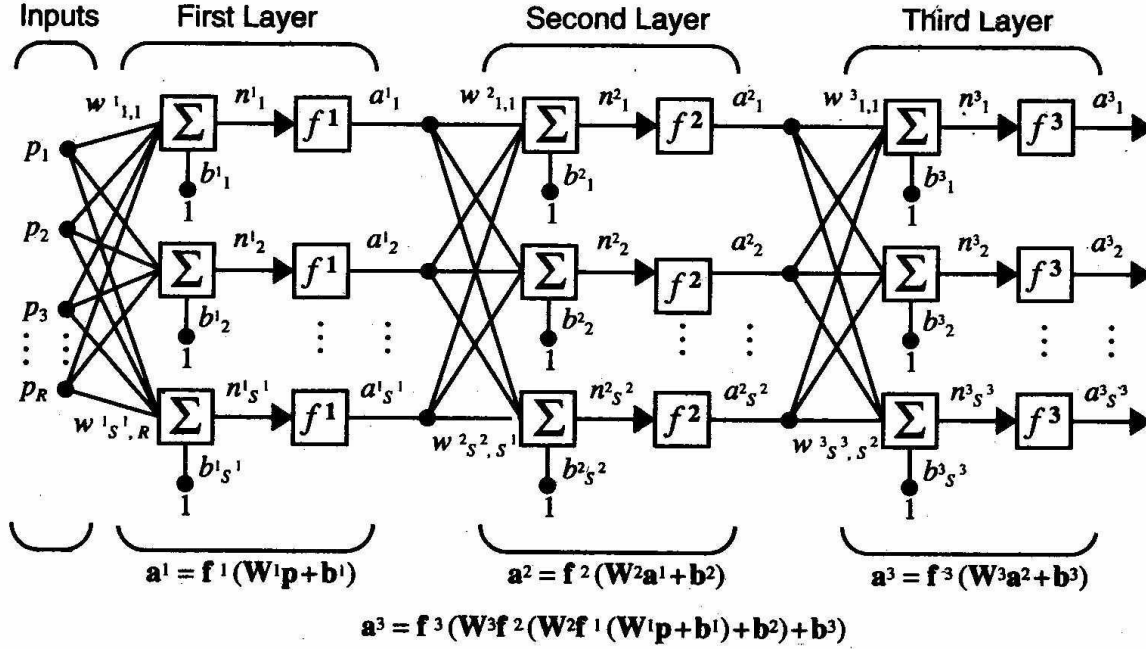 Inputs First Layer Second Layer Third Layer
w¹₁,₁ n¹₁ a¹₁ w²₁,₁ n²₁ a²₁ w³₁,₁ n³₁ a³₁
Σ f¹ Σ f² Σ f³
p₁ b¹₁ b²₁ b³₁
1 1 1
p₂ n¹₂ a¹₂ n²₂ a²₂ n³₂ a³₂
Σ f¹ Σ f² Σ f³
p₃ b¹₂ b²₂ b³₂
1 1 1
p_R n¹_S¹ a¹_S¹ n²_S² a²_S² n³_S³ a³_S³
Σ f¹ Σ f² Σ f³
w¹_S¹,R w²_S²,S¹ w³_S³,S²
b¹_S¹ b²_S² b³_S³
1 1 1
a¹ = f¹(W¹p+b¹) a² = f²(W²a¹+b²) a³ = f³(W³a²+b³)
a³ = f³(W³f²(W²f¹(W¹p+b¹)+b²)+b³)